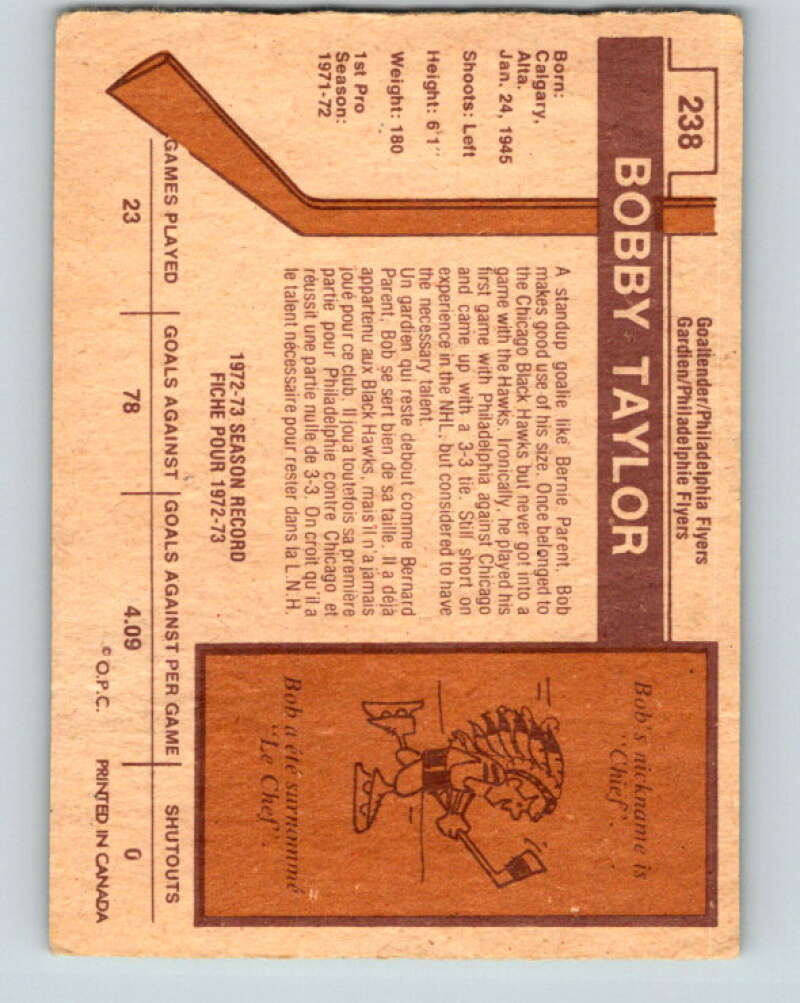 238
Goaltender/Philadelphia Flyers
Gardien/Philadelphie Flyers
BOBBY TAYLOR
Born:
Calgary,
Alta.
Jan. 24, 1945
Shoots: Left
Height: 6'1''
Weight: 180
1st Pro
Season:
1971-72
A standup goalie like Bernie Parent, Bob
makes good use of his size. Once belonged to
the Chicago Black Hawks but never got into a
game with the Hawks. Ironically, he played his
first game with Philadelphia against Chicago
and came up with a 3-3 tie. Still short on
experience in the NHL, but considered to have
the necessary talent.
Un gardien qui reste debout comme Bernard
Parent, Bob se sert bien de sa taille. Il a déja
appartenu aux Black Hawks, mais il n'a jamais
joué pour ce club. Il joua toutefois sa première
partie pour Philadelphie contre Chicago et
réussit une partie nulle de 3-3. On croit qu'il a
le talent nécessaire pour rester dans la L.N.H.
Bob's nickname is
"Chief".
Bob a été surnommé
"Le Chef".
1972-73 SEASON RECORD
FICHE POUR 1972-73
GAMES PLAYED GOALS AGAINST GOALS AGAINST PER GAME SHUTOUTS
23 78 4.09 0
© O.P.C. PRINTED IN CANADA